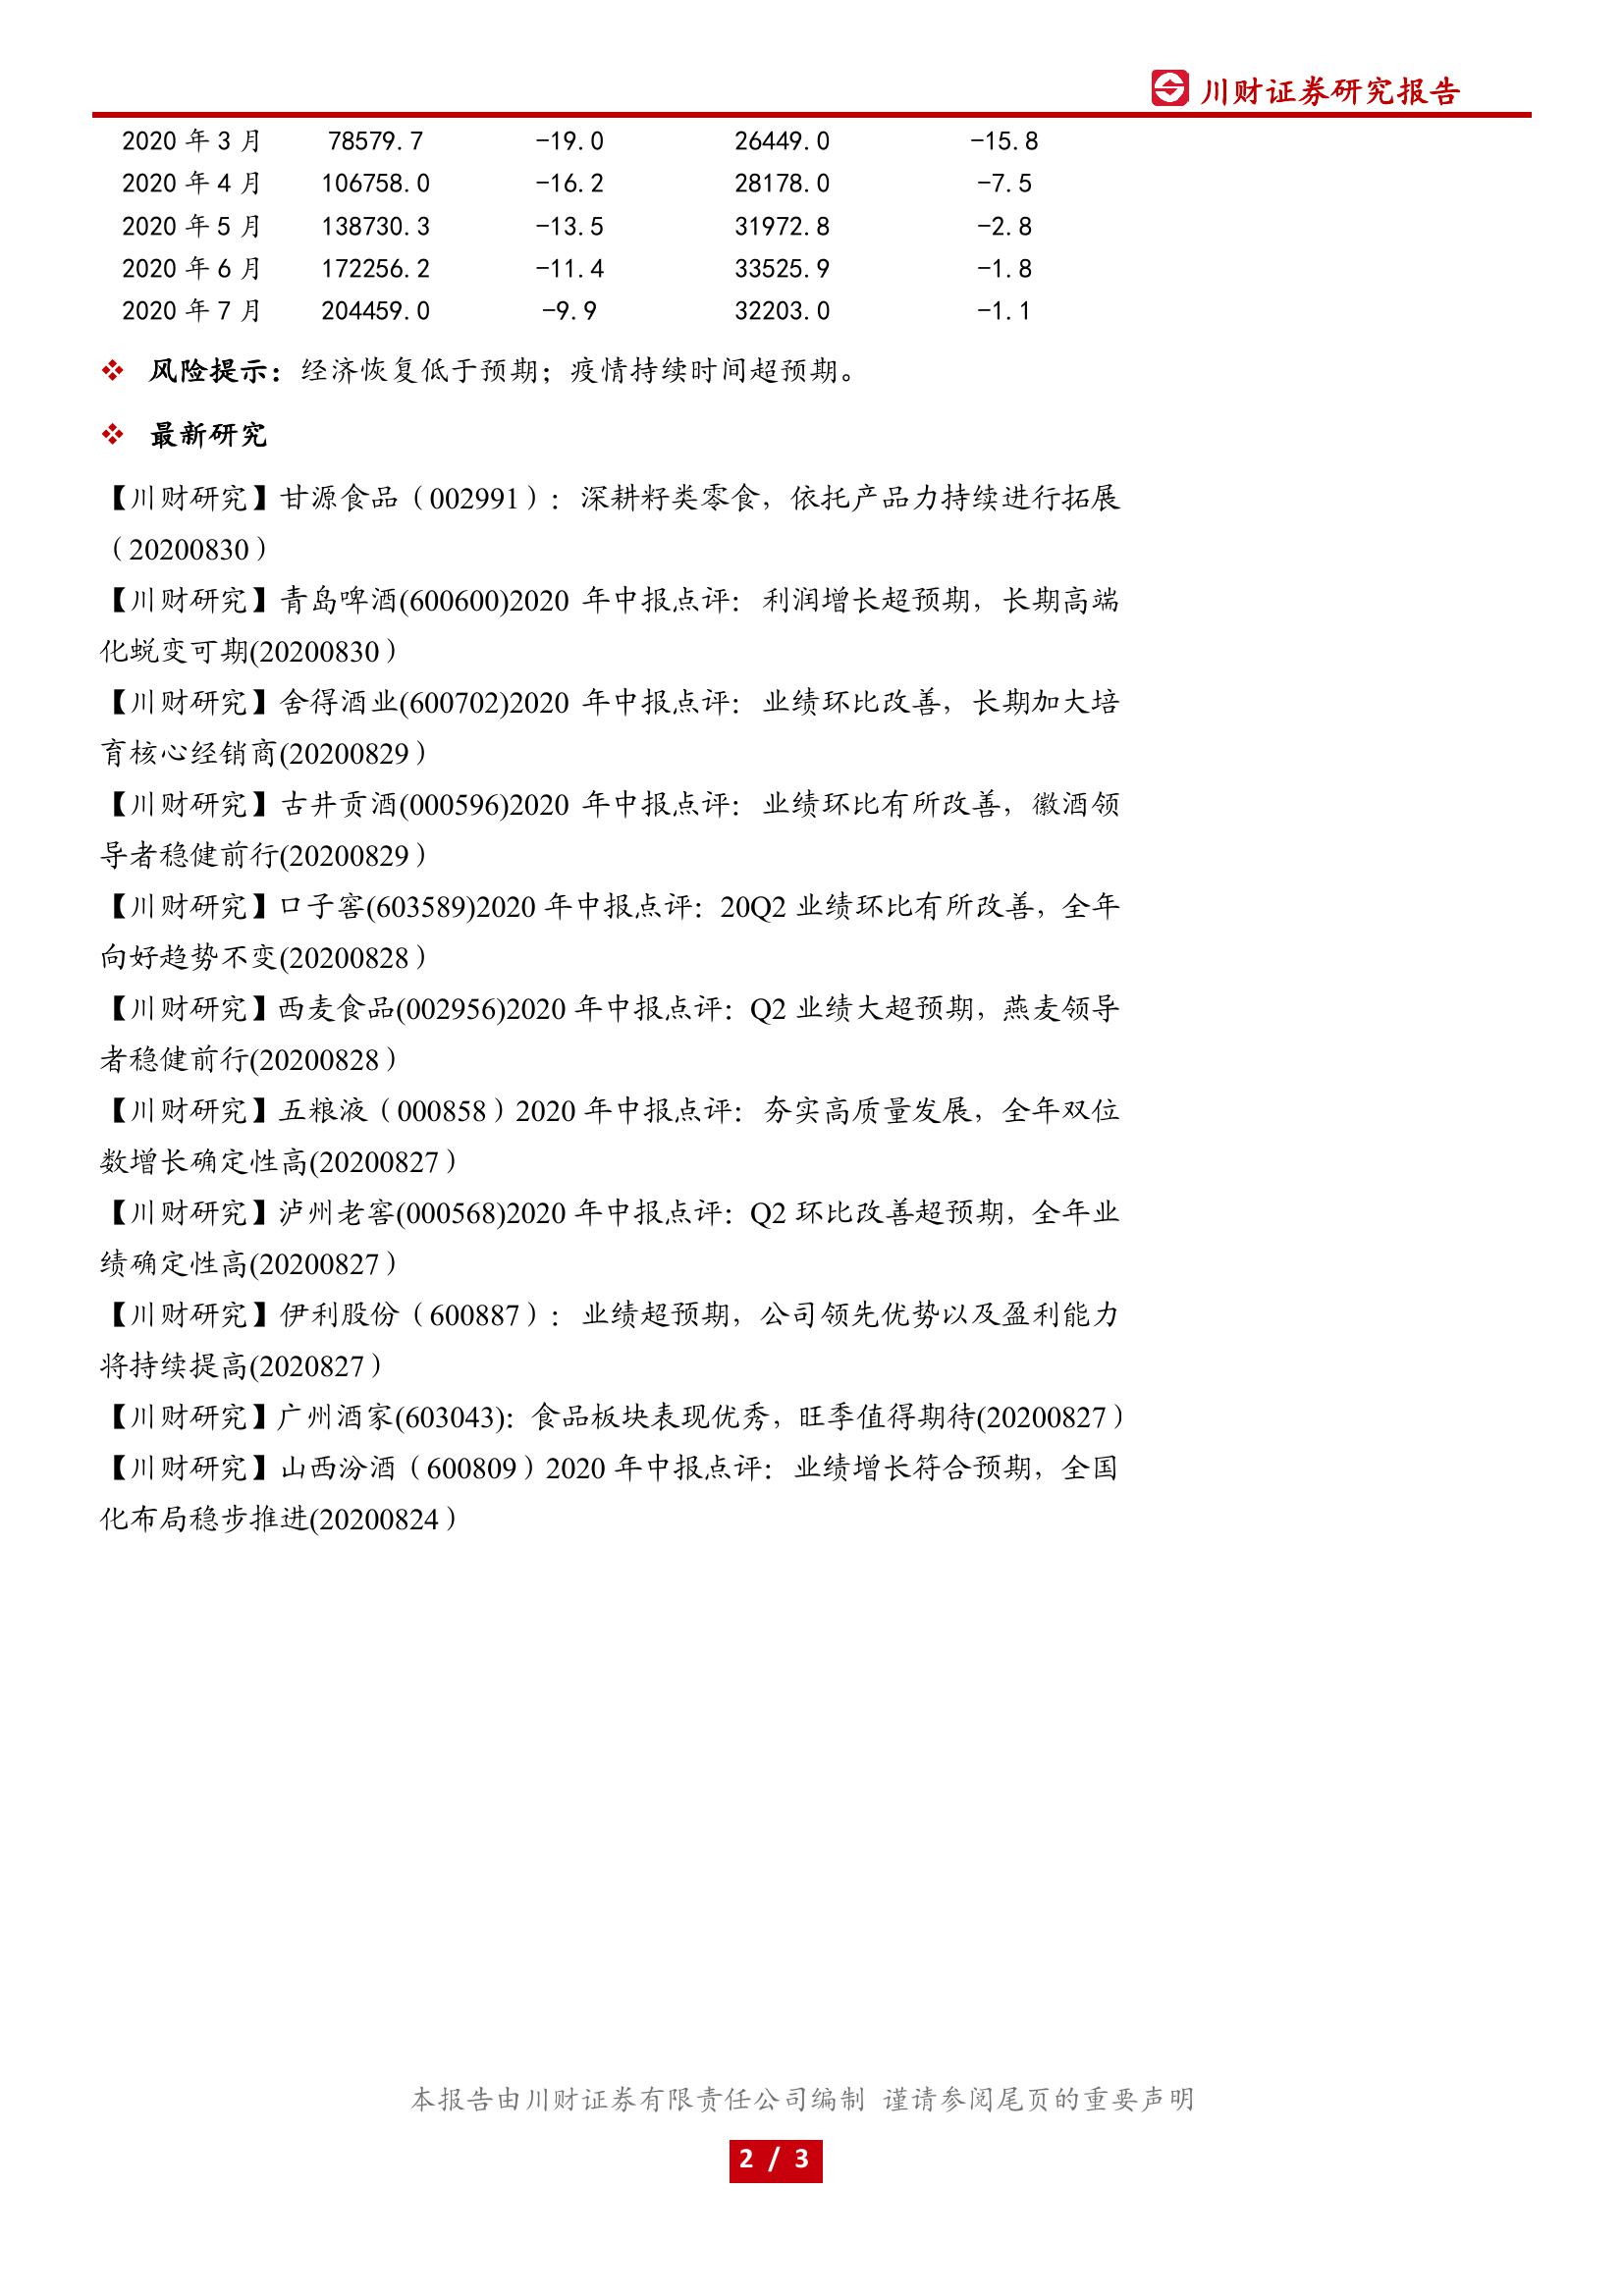 川财证券研究报告
2020 年 3 月 78579.7 -19.0 26449.0 -15.8
2020 年 4 月 106758.0 -16.2 28178.0 -7.5
2020 年 5 月 138730.3 -13.5 31972.8 -2.8
2020 年 6 月 172256.2 -11.4 33525.9 -1.8
2020 年 7 月 204459.0 -9.9 32203.0 -1.1
❖ 风险提示：经济恢复低于预期；疫情持续时间超预期。
❖ 最新研究
【川财研究】甘源食品（002991）：深耕籽类零食，依托产品力持续进行拓展
（20200830）
【川财研究】青岛啤酒(600600)2020 年中报点评：利润增长超预期，长期高端
化蜕变可期(20200830）
【川财研究】舍得酒业(600702)2020 年中报点评：业绩环比改善，长期加大培
育核心经销商(20200829）
【川财研究】古井贡酒(000596)2020 年中报点评：业绩环比有所改善，徽酒领
导者稳健前行(20200829）
【川财研究】口子窖(603589)2020 年中报点评：20Q2 业绩环比有所改善，全年
向好趋势不变(20200828）
【川财研究】西麦食品(002956)2020 年中报点评：Q2 业绩大超预期，燕麦领导
者稳健前行(20200828）
【川财研究】五粮液（000858）2020 年中报点评：夯实高质量发展，全年双位
数增长确定性高(20200827）
【川财研究】泸州老窖(000568)2020 年中报点评：Q2 环比改善超预期，全年业
绩确定性高(20200827）
【川财研究】伊利股份（600887）：业绩超预期，公司领先优势以及盈利能力
将持续提高(2020827）
【川财研究】广州酒家(603043)：食品板块表现优秀，旺季值得期待(20200827）
【川财研究】山西汾酒（600809）2020 年中报点评：业绩增长符合预期，全国
化布局稳步推进(20200824）
本报告由川财证券有限责任公司编制 谨请参阅尾页的重要声明
2 / 3